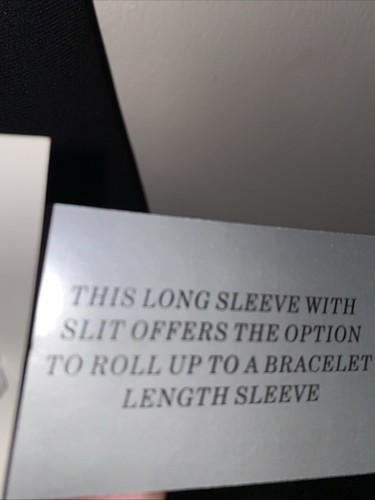 THIS LONG SLEEVE WITH
SLIT OFFERS THE OPTION
TO ROLL UP TO A BRACELET
LENGTH SLEEVE